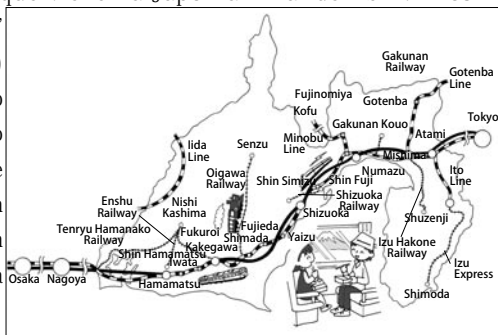 Gakunan
Railway
Gotenba
Line
Fujinomiya
Gotenba
Kofu
Tokyo
Gakunan Kouo
Minobu
Line
Atami
Mishima
Iida
Line
Senzu
Numazu
Ito
Line
Oigawa
Railway
Shin Simizu
Shin Fuji
Shizuoka
Railway
Enshu
Railway
Nishi
Kashima
Shizuoka
Shuzenji
Tenryu Hamanako
Railway
Fukuroi
Fujieda
Kakegawa
Shimada
Yaizu
Izu Hakone
Railway
Shin Hamamatsu
Iwata
Izu
Express
Osaka
Nagoya
Hamamatsu
Shimoda